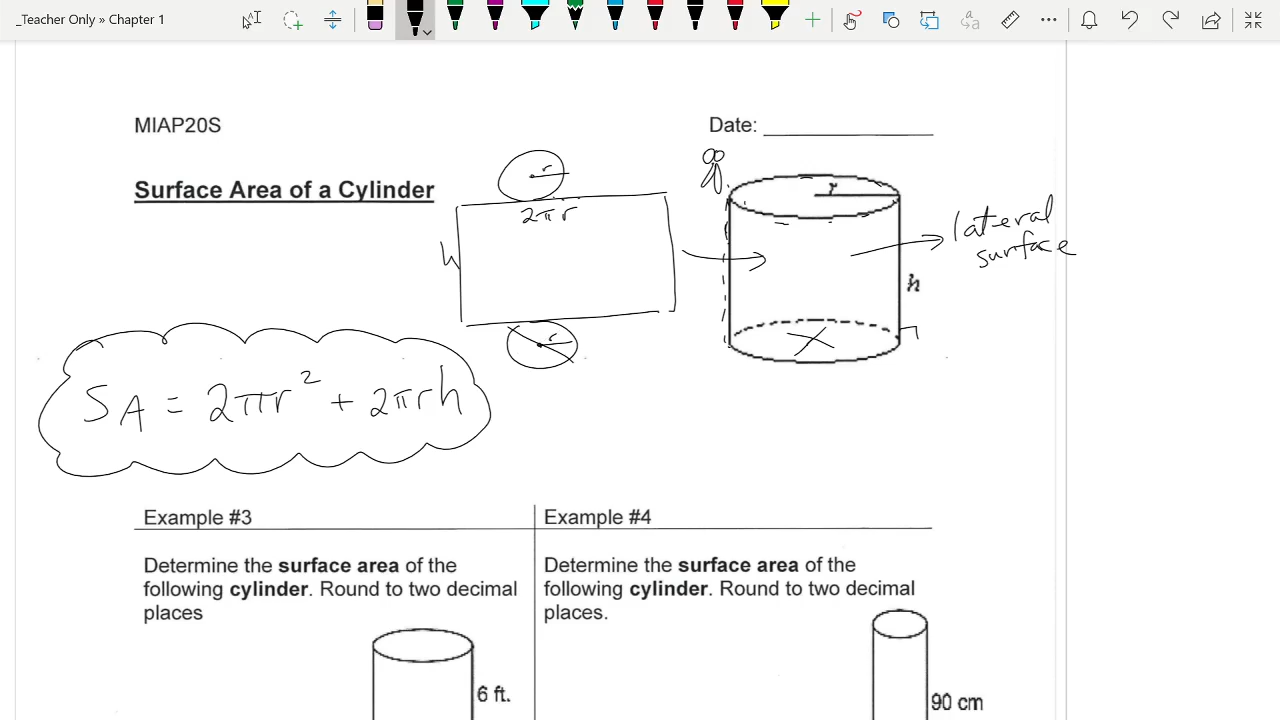 _Teacher Only » Chapter 1
MIAP20S
Date:
Surface Area of a Cylinder
r
2πr
h
r
r
h
lateral
surface
SA = 2πr² + 2πrh
Example #3
Determine the surface area of the
following cylinder. Round to two decimal
places
6 ft.
Example #4
Determine the surface area of the
following cylinder. Round to two decimal
places.
90 cm